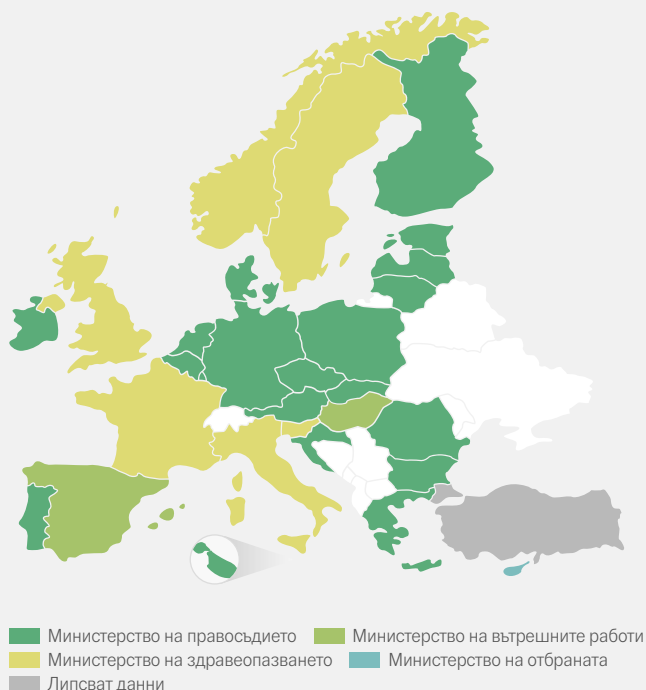 Министерство на правосъдието Министерство на вътрешните работи
Министерство на здравеопазването Министерство на отбраната
Липсват данни